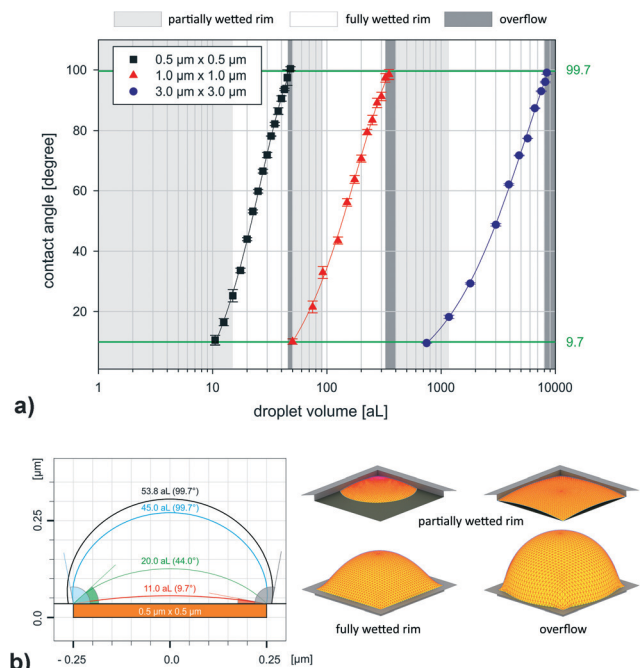 partially wetted rim fully wetted rim overflow
0.5 µm x 0.5 µm
1.0 µm x 1.0 µm
3.0 µm x 3.0 µm
contact angle [degree]
100
80
60
40
20
99.7
9.7
1 10 100 1000 10000
droplet volume [aL]
a)
[µm]
0.25
0.0
53.8 aL (99.7°)
45.0 aL (99.7°)
20.0 aL (44.0°)
11.0 aL (9.7°)
0.5 µm x 0.5 µm
- 0.25 0.0 0.25 [µm]
partially wetted rim
fully wetted rim overflow
b)